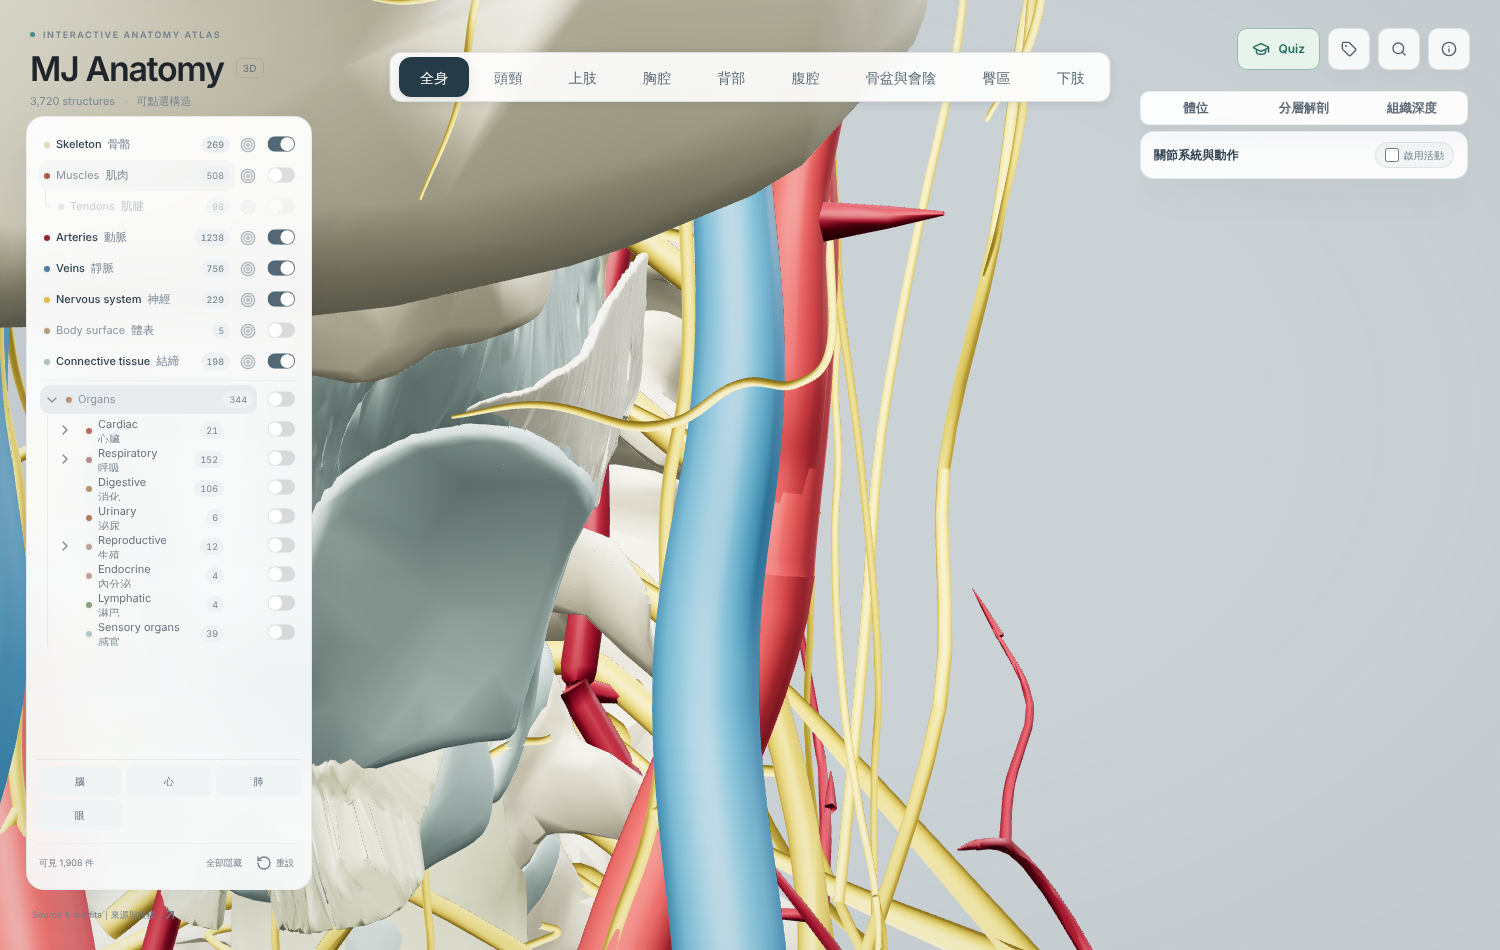 INTERACTIVE ANATOMY ATLAS
MJ Anatomy 3D
3,720 structures · 可點選構造
全身 頭頸 上肢 胸腔 背部 腹腔 骨盆與會陰 臀區 下肢
Quiz
體位 分層解剖 組織深度
關節系統與動作 啟用活動
Skeleton 骨骼 269
Muscles 肌肉 508
Tendons 肌腱 98
Arteries 動脈 1238
Veins 靜脈 756
Nervous system 神經 229
Body surface 體表 5
Connective tissue 結締 198
Organs 344
Cardiac 21
心臟
Respiratory 152
呼吸
Digestive 106
消化
Urinary 6
泌尿
Reproductive 12
生殖
Endocrine 4
內分泌
Lymphatic 4
淋巴
Sensory organs 39
感官
腦 心 肺
眼
可見 1,908 件 全部隱藏 重設
Source & credits | 來源與